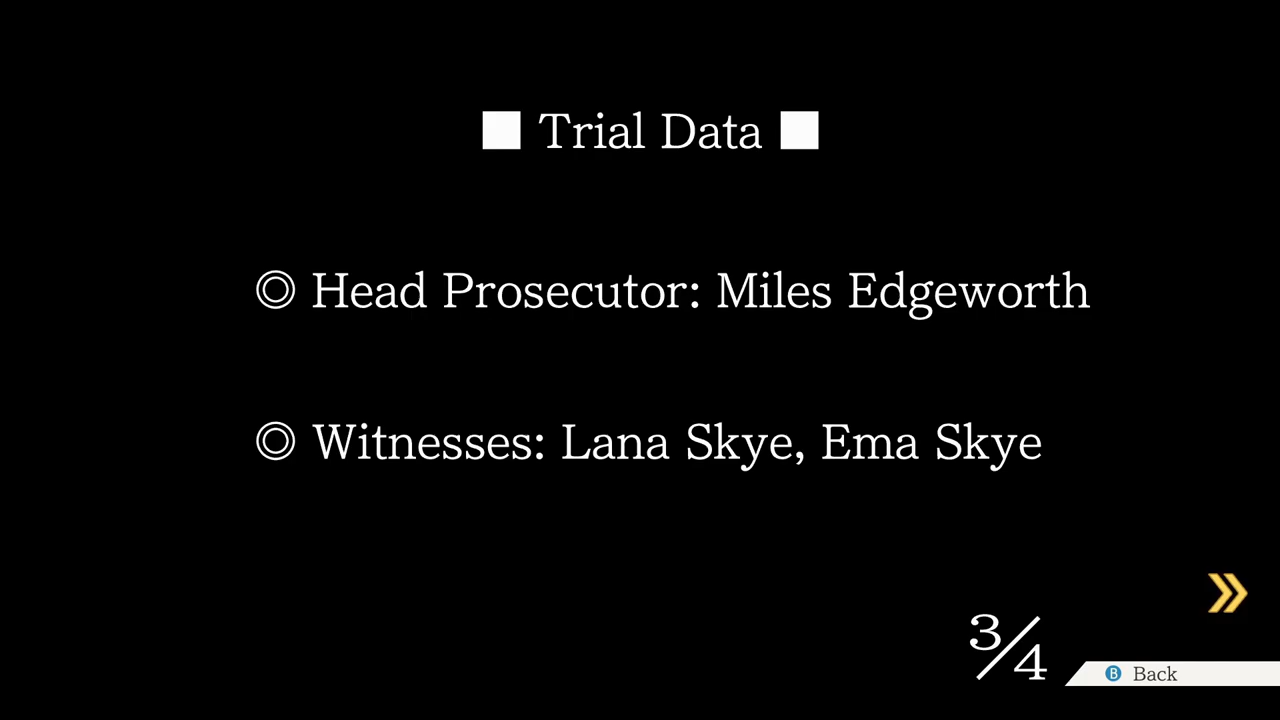 ■ Trial Data ■
◎ Head Prosecutor: Miles Edgeworth
◎ Witnesses: Lana Skye, Ema Skye
3/4
B Back